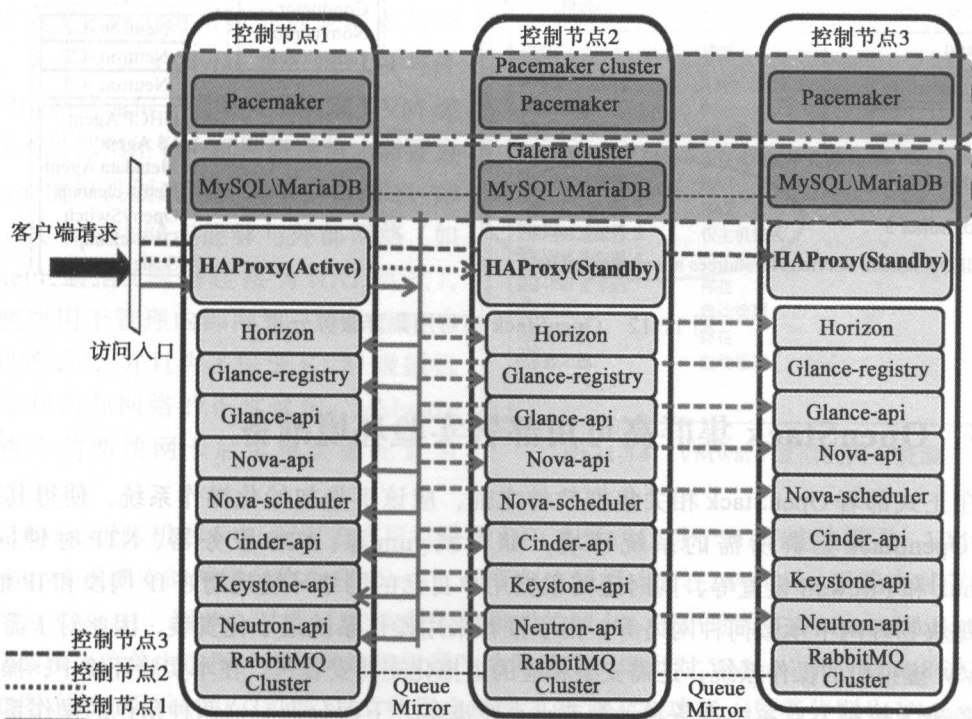 控制节点1
控制节点2
控制节点3
Pacemaker cluster
Pacemaker
Pacemaker
Pacemaker
Galera cluster
MySQL\MariaDB
MySQL\MariaDB
MySQL\MariaDB
客户端请求
HAProxy(Active)
HAProxy(Standby)
HAProxy(Standby)
访问入口
Horizon
Horizon
Horizon
Glance-registry
Glance-registry
Glance-registry
Glance-api
Glance-api
Glance-api
Nova-api
Nova-api
Nova-api
Nova-scheduler
Nova-scheduler
Nova-scheduler
Cinder-api
Cinder-api
Cinder-api
Keystone-api
Keystone-api
Keystone-api
Neutron-api
Neutron-api
Neutron-api
RabbitMQ
Cluster
RabbitMQ
Cluster
RabbitMQ
Cluster
控制节点3
控制节点2
控制节点1
Queue
Mirror
Queue
Mirror